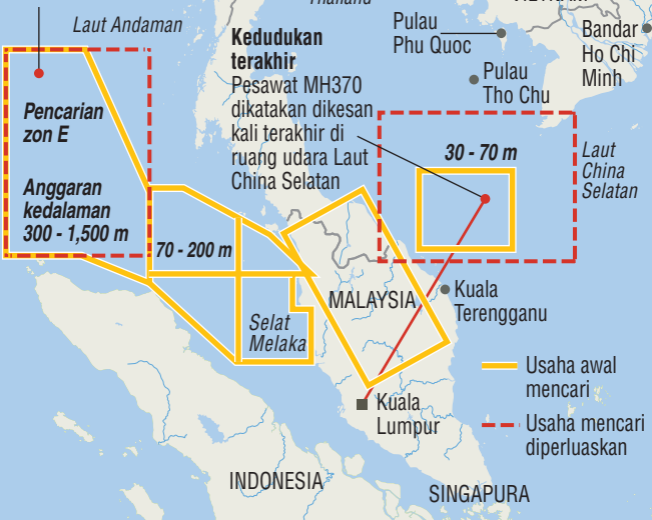 Laut Andaman
Pulau
Phu Quoc
Bandar
Ho Chi
Minh
Kedudukan
terakhir
Pesawat MH370
dikatakan dikesan
kali terakhir di
ruang udara Laut
China Selatan
Pulau
Tho Chu
Pencarian
zon E
Anggaran
kedalaman
300 - 1,500 m
30 - 70 m
Laut
China
Selatan
70 - 200 m
MALAYSIA
Kuala
Terengganu
Selat
Melaka
Usaha awal
mencari
Kuala
Lumpur
Usaha mencari
diperluaskan
INDONESIA
SINGAPURA